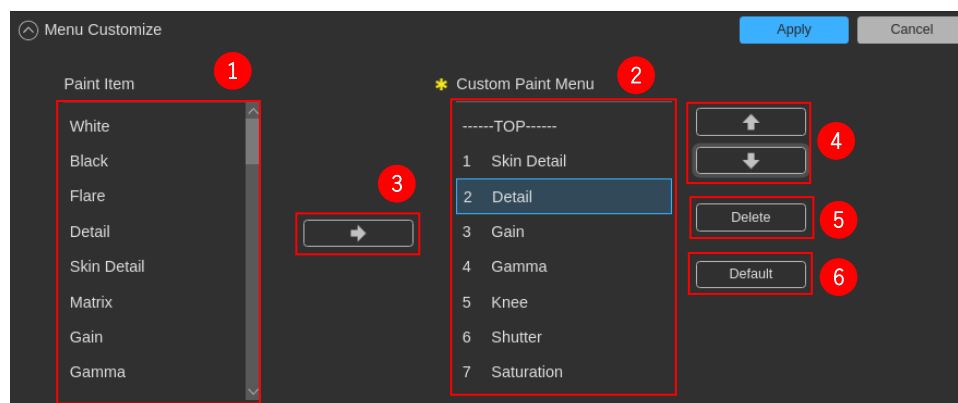 Menu Customize
Apply
Cancel
1
Paint Item
2
✱ Custom Paint Menu
White
Black
Flare
Detail
Skin Detail
Matrix
Gain
Gamma
3
------TOP------
1 Skin Detail
2 Detail
3 Gain
4 Gamma
5 Knee
6 Shutter
7 Saturation
4
Delete
5
Default
6